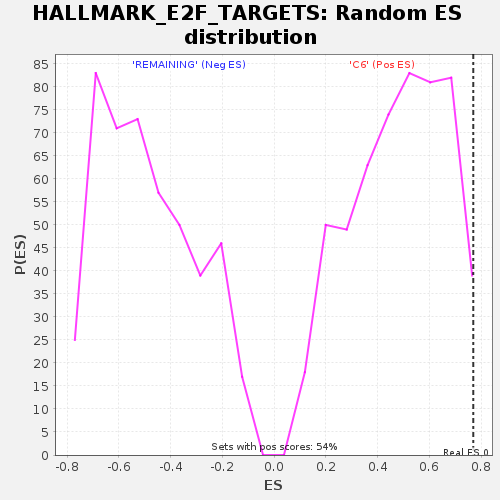 HALLMARK_E2F_TARGETS: Random ES
distribution
'REMAINING' (Neg ES)
'C6' (Pos ES)
85
80
75
70
65
60
55
50
45
40
35
30
25
20
15
10
5
0
P(ES)
Sets with pos scores: 54%
Real ES 0
-0.8 -0.6 -0.4 -0.2 0.0 0.2 0.4 0.6 0.8
ES